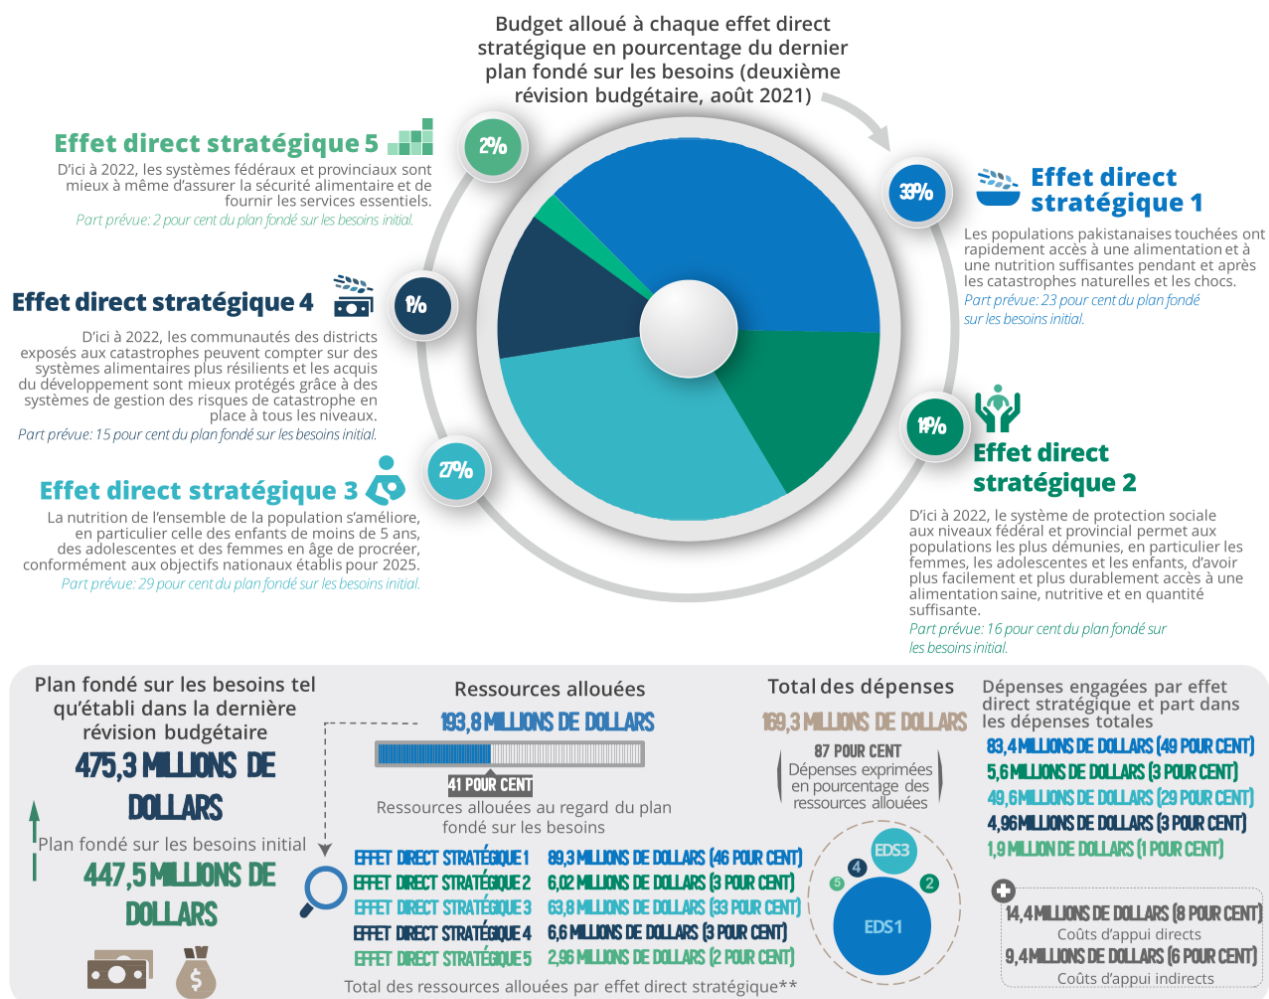 Budget alloué à chaque effet direct
stratégique en pourcentage du dernier
plan fondé sur les besoins (deuxième
révision budgétaire, août 2021)
Effet direct stratégique 5
2%
D'ici à 2022, les systèmes fédéraux et provinciaux sont
mieux à même d'assurer la sécurité alimentaire et de
fournir les services essentiels.
Part prévue: 2 pour cent du plan fondé sur les besoins initial.
Effet direct
stratégique 1
Les populations pakistanaises touchées ont
rapidement accès à une alimentation et à
une nutrition suffisantes pendant et après
les catastrophes naturelles et les chocs.
Part prévue: 23 pour cent du plan fondé
sur les besoins initial.
Effet direct stratégique 4
D'ici à 2022, les communautés des districts
exposés aux catastrophes peuvent compter sur des
systèmes alimentaires plus résilients et les acquis
du développement sont mieux protégés grâce à des
systèmes de gestion des risques de catastrophe en
place à tous les niveaux.
Part prévue: 15 pour cent du plan fondé sur les besoins initial.
Effet direct
stratégique 2
D'ici à 2022, le système de protection sociale
aux niveaux fédéral et provincial permet aux
populations les plus démunies, en particulier les
femmes, les adolescentes et les enfants, d'avoir
plus facilement et plus durablement accès à une
alimentation saine, nutritive et en quantité
suffisante.
Part prévue: 16 pour cent du plan fondé sur
les besoins initial.
Effet direct stratégique 3
27%
La nutrition de l'ensemble de la population s'améliore,
en particulier celle des enfants de moins de 5 ans,
des adolescentes et des femmes en âge de procréer,
conformément aux objectifs nationaux établis pour 2025.
Part prévue: 29 pour cent du plan fondé sur les besoins initial.
Plan fondé sur les besoins tel
qu'établi dans la dernière
révision budgétaire
475,3 MILLIONS DE
DOLLARS
Plan fondé sur les besoins initial
447,5 MILLIONS DE
DOLLARS
Ressources allouées
193,8 MILLIONS DE DOLLARS
41 POUR CENT
Ressources allouées au regard du plan
fondé sur les besoins
EFFET DIRECT STRATÉGIQUE 1 89,3 MILLIONS DE DOLLARS (46 POUR CENT)
EFFET DIRECT STRATÉGIQUE 2 6,02 MILLIONS DE DOLLARS (3 POUR CENT)
EFFET DIRECT STRATÉGIQUE 3 63,8 MILLIONS DE DOLLARS (33 POUR CENT)
EFFET DIRECT STRATÉGIQUE 4 6,6 MILLIONS DE DOLLARS (3 POUR CENT)
EFFET DIRECT STRATÉGIQUE 5 2,96 MILLIONS DE DOLLARS (2 POUR CENT)
Total des ressources allouées par effet direct stratégique**
Total des dépenses
169,3 MILLIONS DE DOLLARS
87 POUR CENT
Dépenses exprimées
en pourcentage des
ressources allouées
EDS3
4
5
2
EDS1
Dépenses engagées par effet
direct stratégique et part dans
les dépenses totales
83,4 MILLIONS DE DOLLARS (49 POUR CENT)
5,6 MILLIONS DE DOLLARS (3 POUR CENT)
49,6 MILLIONS DE DOLLARS (29 POUR CENT)
4,96 MILLIONS DE DOLLARS (3 POUR CENT)
1,9 MILLION DE DOLLARS (1 POUR CENT)
14,4 MILLIONS DE DOLLARS (8 POUR CENT)
Coûts d'appui directs
9,4 MILLIONS DE DOLLARS (6 POUR CENT)
Coûts d'appui indirects